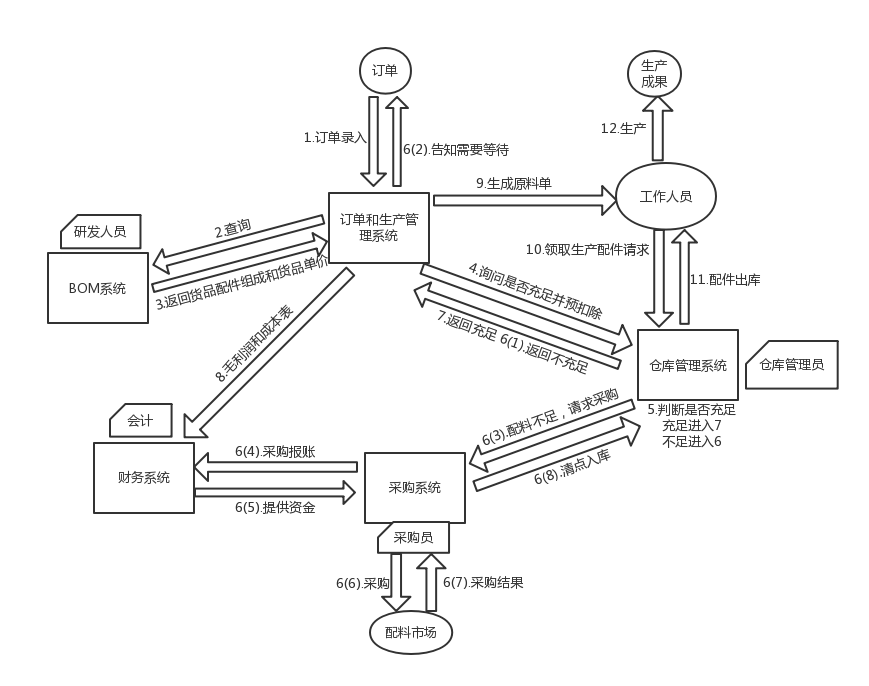 订单
生产
成果
1.订单录入
6(2).告知需要等待
12.生产
9.生成原料单
工作人员
研发人员
2.查询
订单和生产管
理系统
10.领取生产配件请求
BOM系统
3.返回货品配件组成和货品单价
4.询问是否充足并预扣除
11.配件出库
7.返回充足 6(1).返回不充足
8.毛利润和成本表
仓库管理系统
仓库管理员
5.判断是否充足
充足进入7
不足进入6
会计
6(3).配料不足，请求采购
6(4).采购报账
财务系统
采购系统
6(8).清点入库
6(5).提供资金
采购员
6(6).采购
6(7).采购结果
配料市场